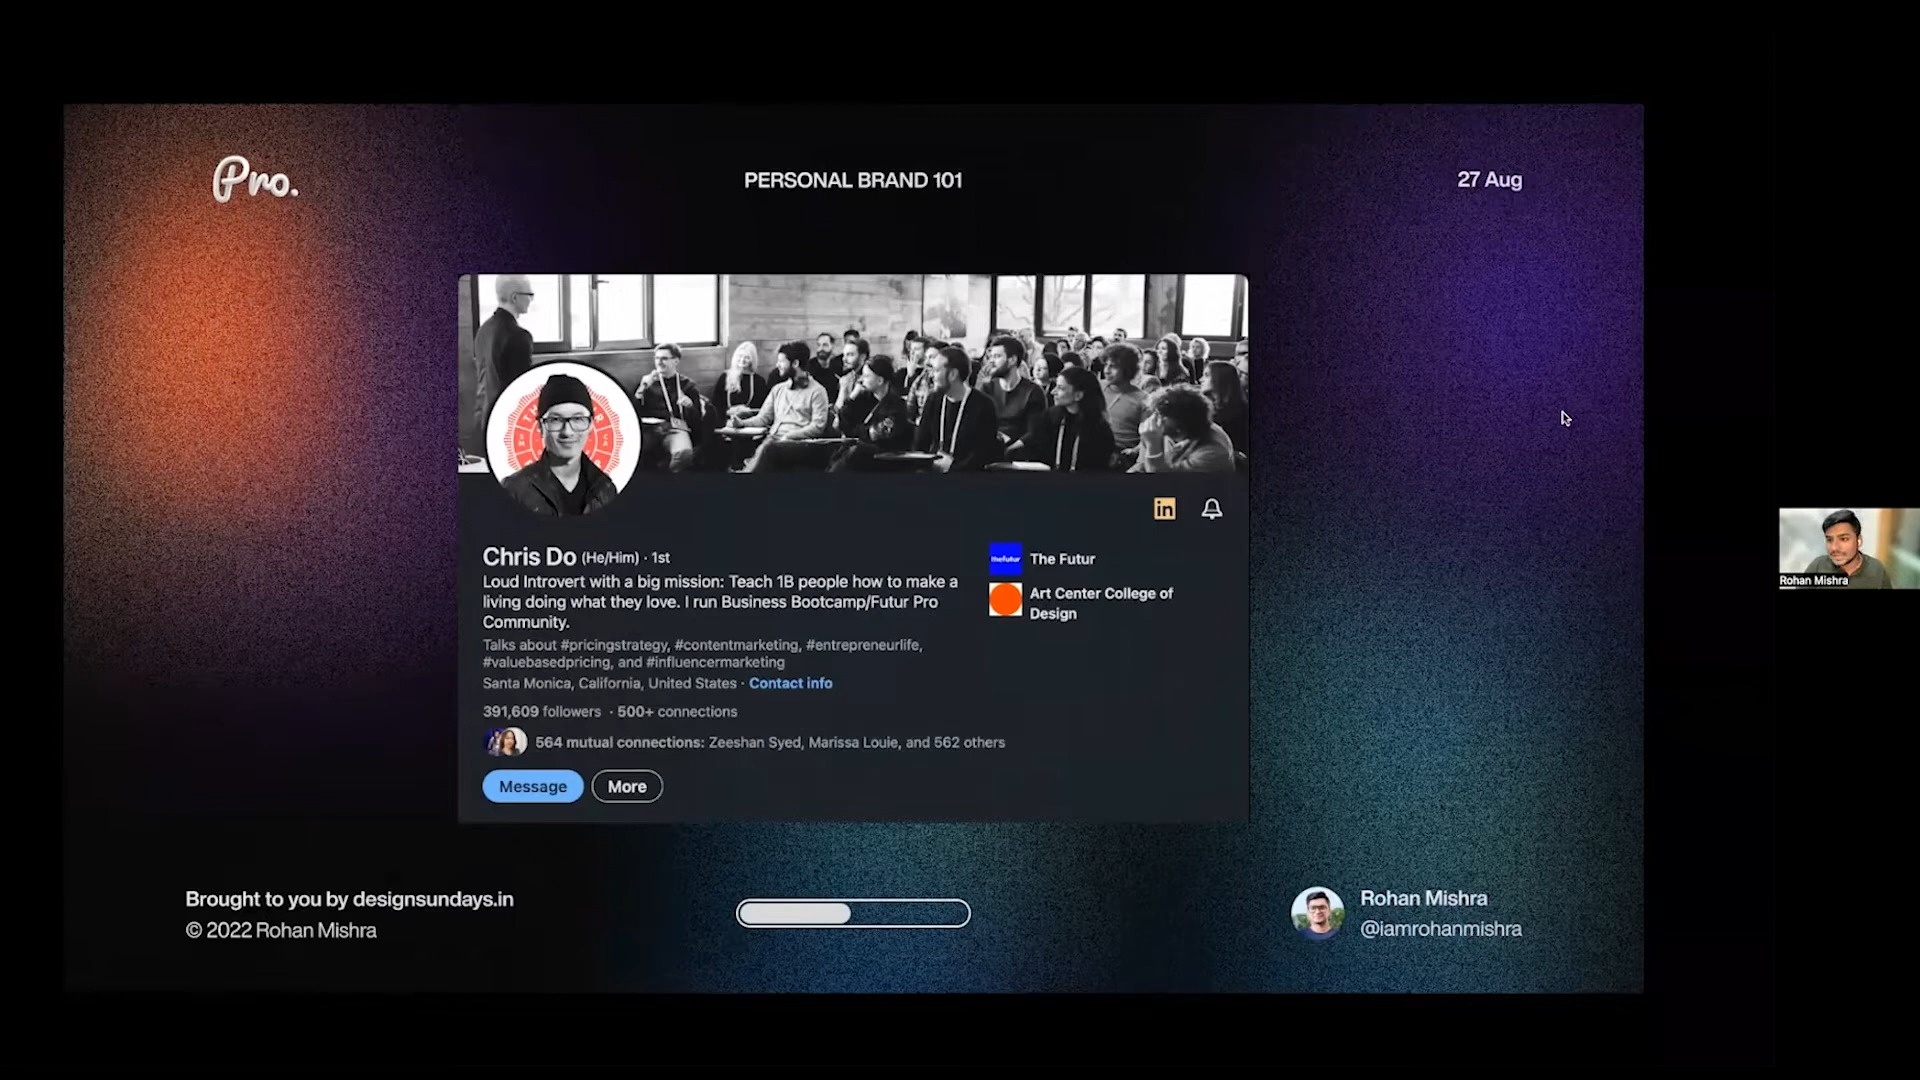 Pro.
PERSONAL BRAND 101
27 Aug
in
Chris Do (He/Him) · 1st
Loud Introvert with a big mission: Teach 1B people how to make a
living doing what they love. I run Business Bootcamp/Futur Pro
Community.
Talks about #pricingstrategy, #contentmarketing, #entrepreneurlife,
#valuebasedpricing, and #influencermarketing
Santa Monica, California, United States · Contact info
391,609 followers · 500+ connections
564 mutual connections: Zeeshan Syed, Marissa Louie, and 562 others
Message
More
thefutur
The Futur
Art Center College of
Design
Rohan Mishra
Brought to you by designsundays.in
© 2022 Rohan Mishra
Rohan Mishra
@iamrohanmishra